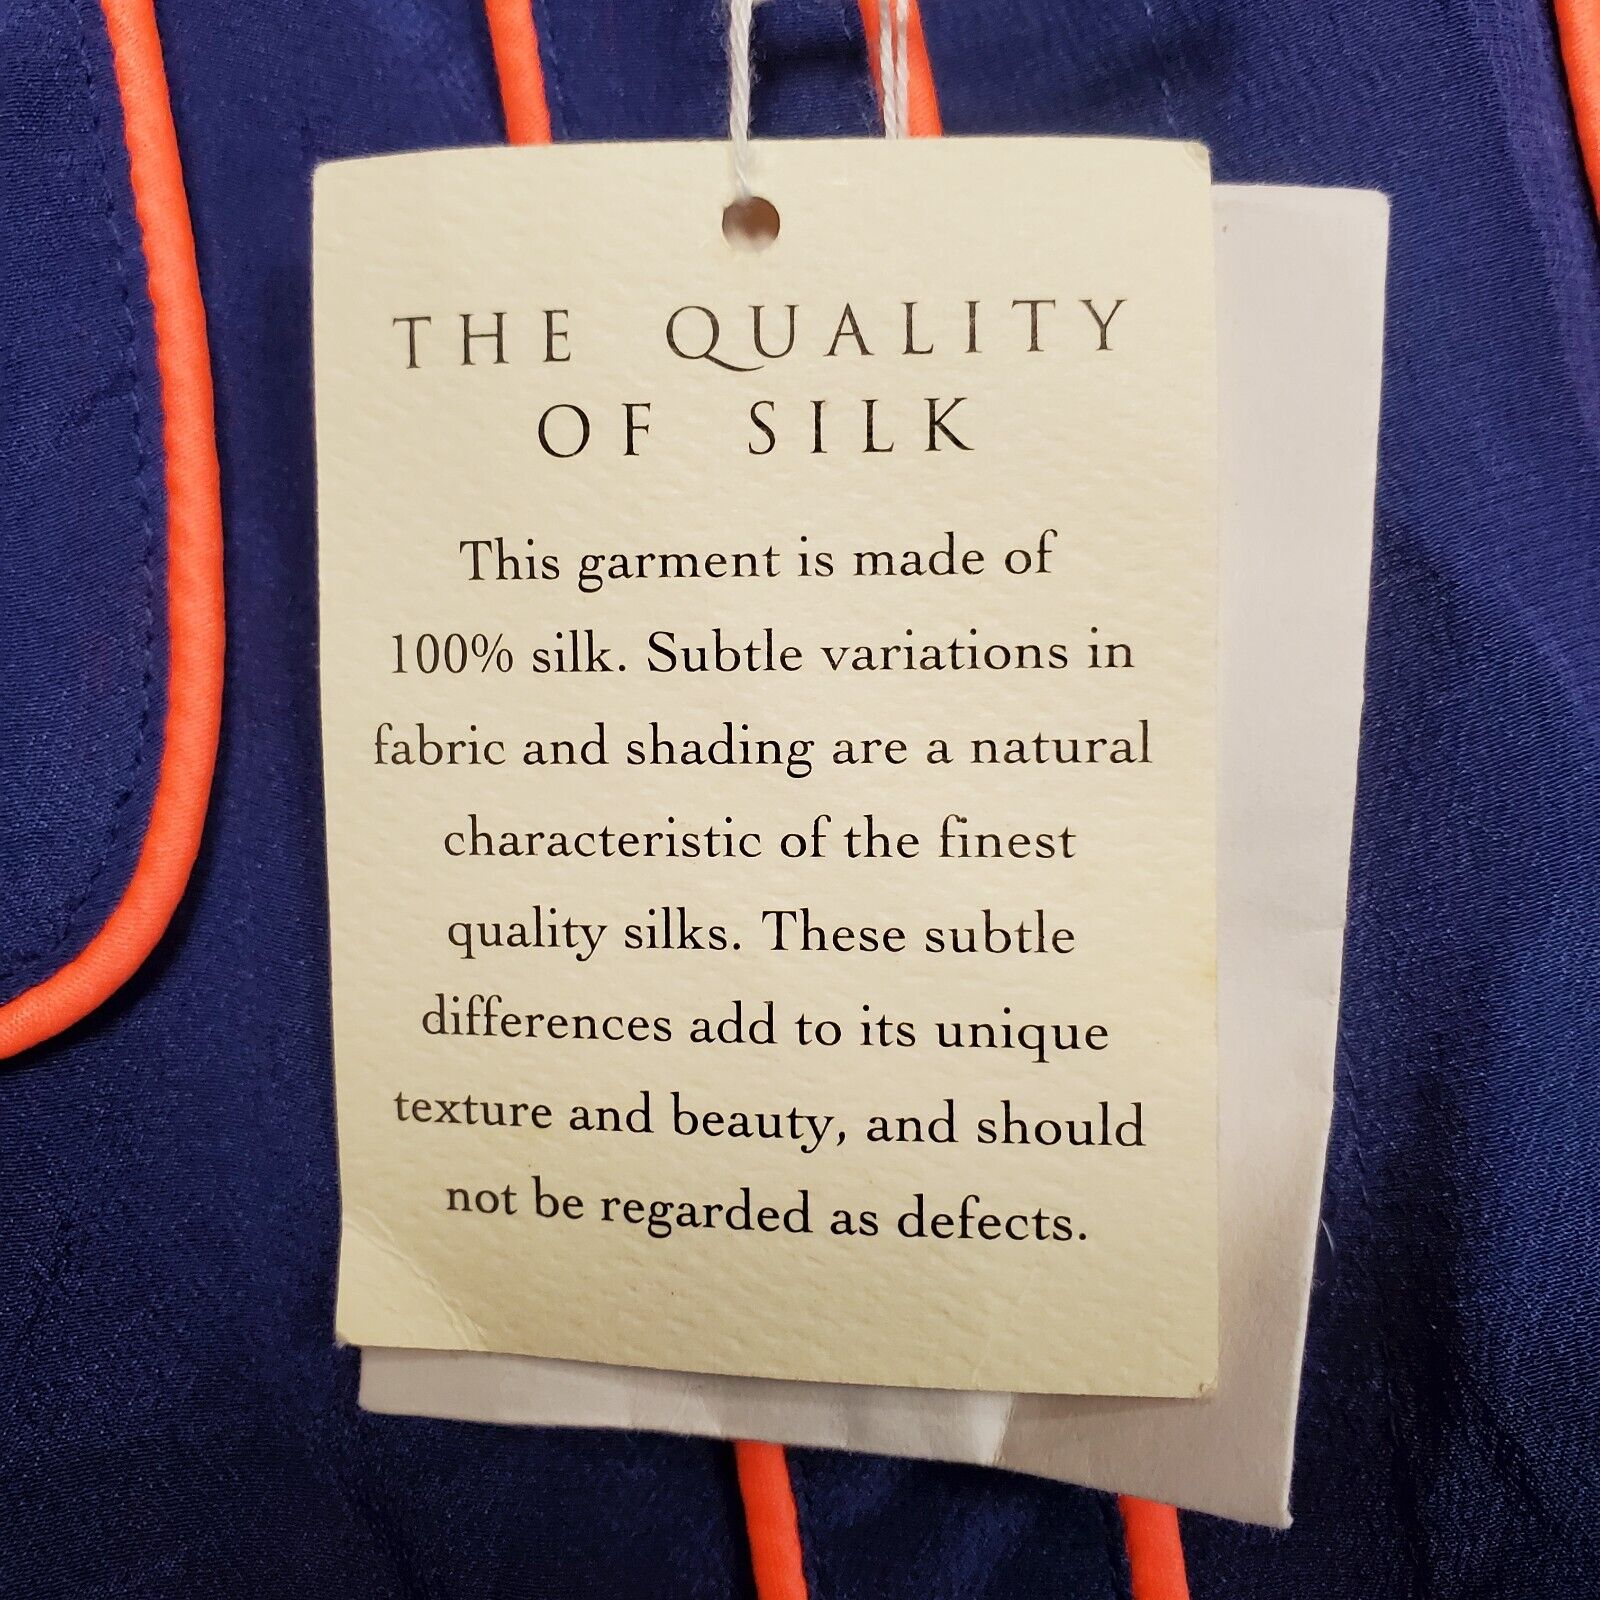 THE QUALITY
OF SILK
This garment is made of
100% silk. Subtle variations in
fabric and shading are a natural
characteristic of the finest
quality silks. These subtle
differences add to its unique
texture and beauty, and should
not be regarded as defects.